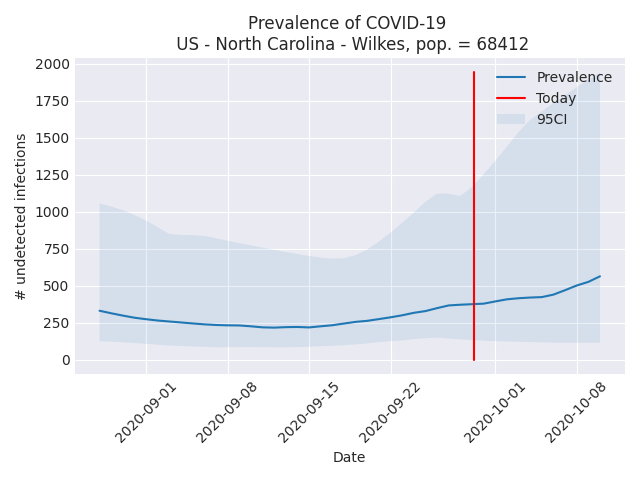 Prevalence of COVID-19
US - North Carolina - Wilkes, pop. = 68412
2000
1750
1500
1250
1000
750
500
250
0
# undetected infections
Prevalence
Today
95CI
2020-09-01
2020-09-08
2020-09-15
2020-09-22
2020-10-01
2020-10-08
Date